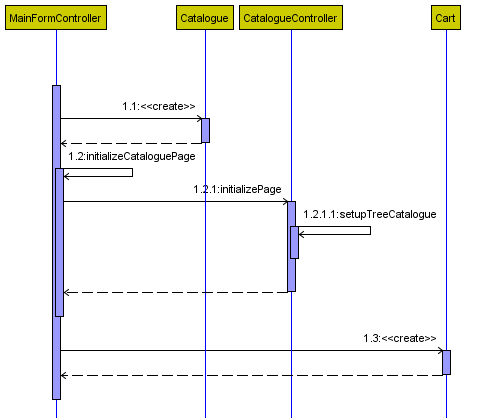 MainFormController
Catalogue
CatalogueController
Cart
1.1:<<create>>
1.2:initializeCataloguePage
1.2.1:initializePage
1.2.1.1:setupTreeCatalogue
1.3:<<create>>